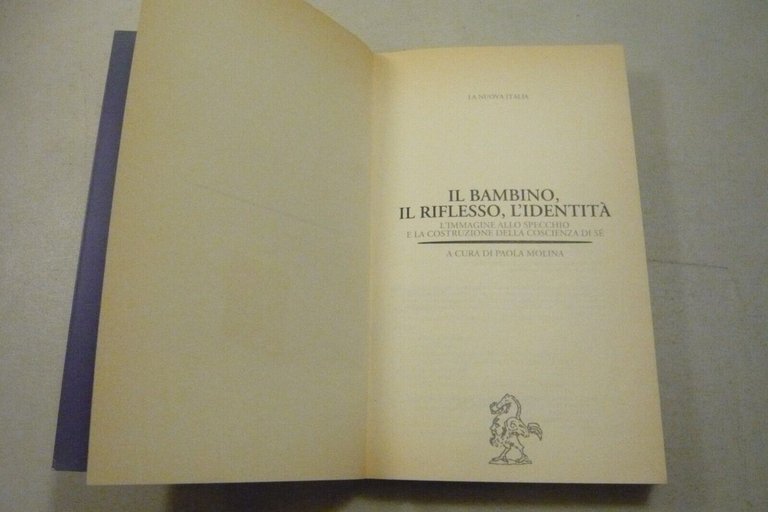 LA NUOVA ITALIA
IL BAMBINO,
IL RIFLESSO, L'IDENTITÀ
L'IMMAGINE ALLO SPECCHIO
E LA COSTRUZIONE DELLA COSCIENZA DI SÉ
A CURA DI PAOLA MOLINA